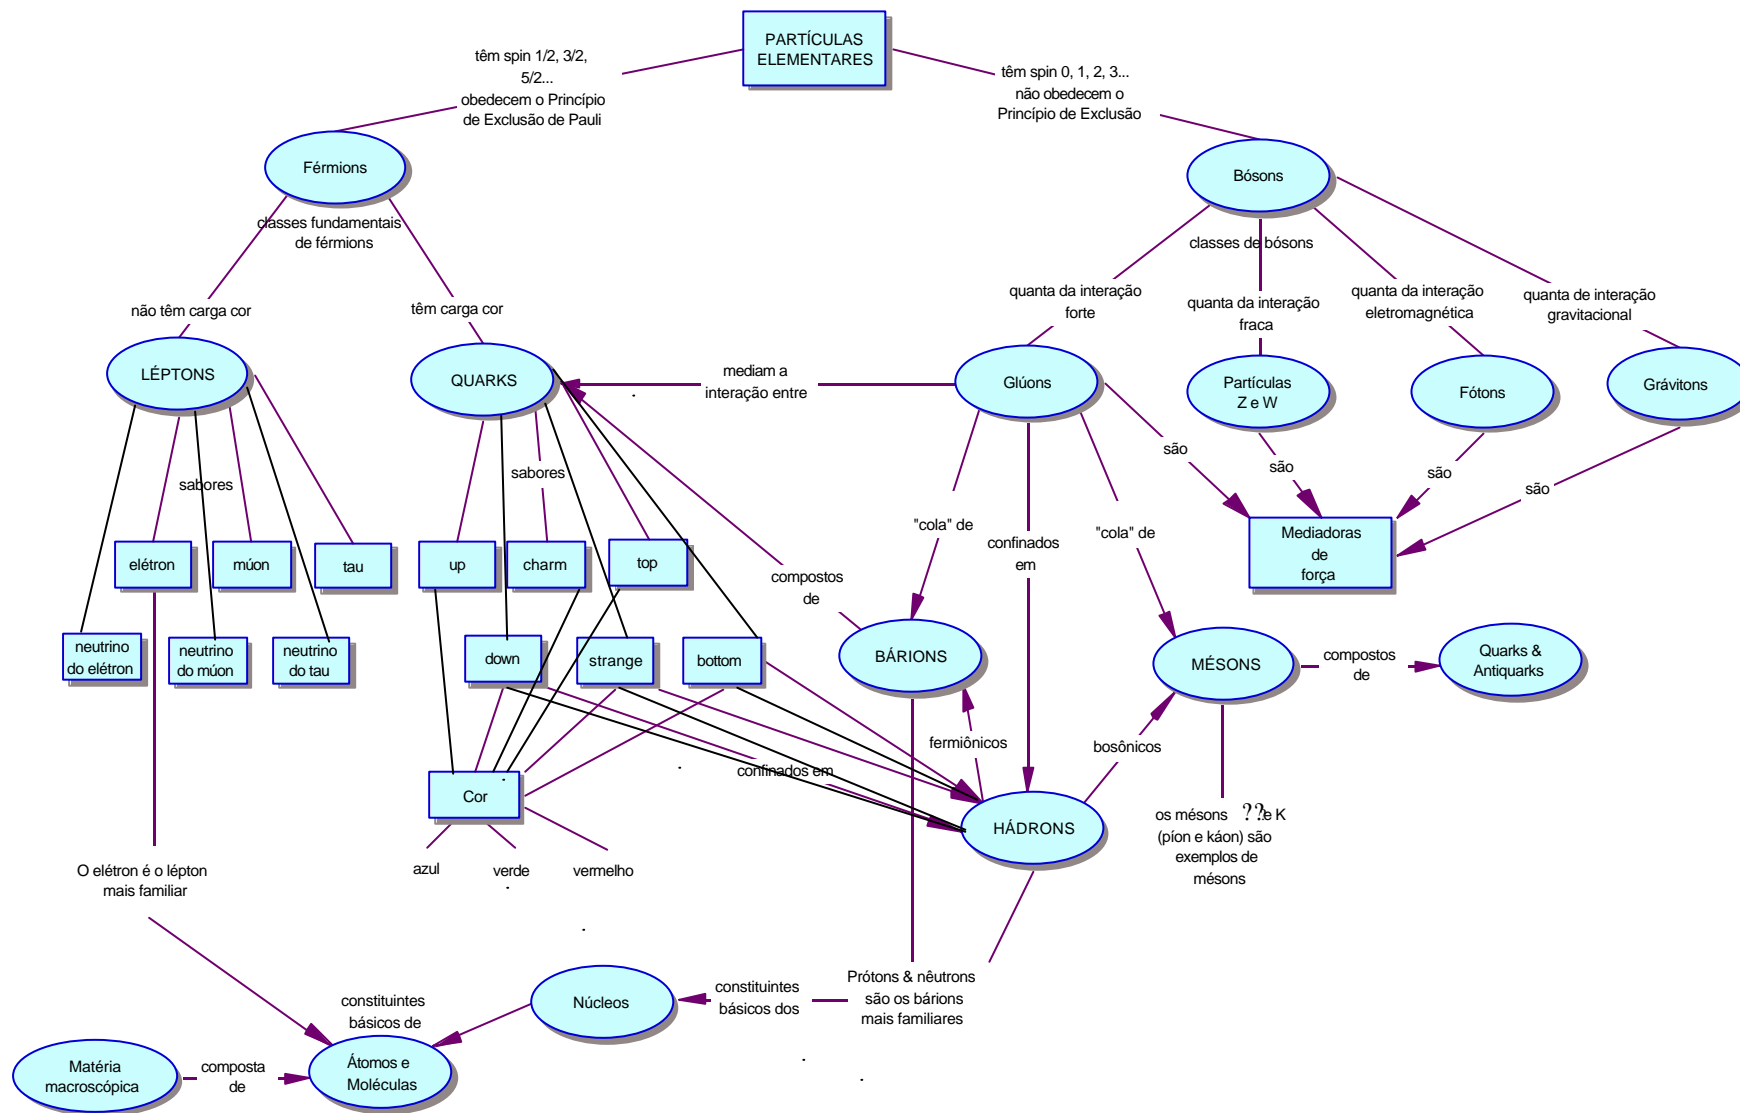 PARTÍCULAS
ELEMENTARES
têm spin 1/2, 3/2,
5/2...
obedecem o Princípio
de Exclusão de Pauli
têm spin 0, 1, 2, 3...
não obedecem o
Princípio de Exclusão
Férmions
Bósons
classes fundamentais
de férmions
classes de bósons
não têm carga cor
têm carga cor
quanta da interação
forte
quanta da interação
fraca
quanta da interação
eletromagnética
quanta de interação
gravitacional
LÉPTONS
QUARKS
mediam a
interação entre
Glúons
Partículas
Z e W
Fótons
Grávitons
sabores
sabores
são
são
são
são
"cola" de
confinados
em
"cola" de
Mediadoras
de
força
elétron
múon
tau
up
charm
top
compostos
de
neutrino
do elétron
neutrino
do múon
neutrino
do tau
down
strange
bottom
BÁRIONS
MÉSONS
compostos
de
Quarks &
Antiquarks
fermiônicos
bosônicos
confinados em
Cor
HÁDRONS
os mésons ??e K
(píon e káon) são
exemplos de
mésons
azul
verde
vermelho
O elétron é o lépton
mais familiar
Prótons & nêutrons
são os bárions
mais familiares
constituintes
básicos dos
Núcleos
constituintes
básicos de
Matéria
macroscópica
composta
de
Átomos e
Moléculas